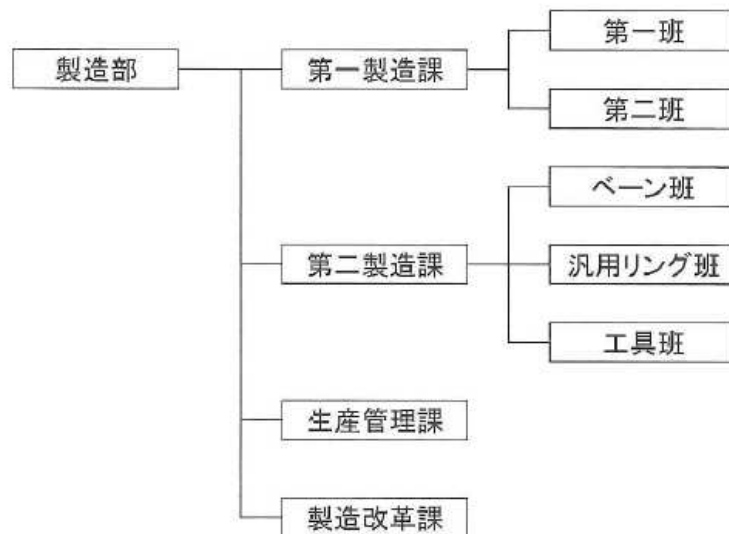 製造部
第一製造課
第一班
第二班
第二製造課
ベーン班
汎用リング班
工具班
生産管理課
製造改革課